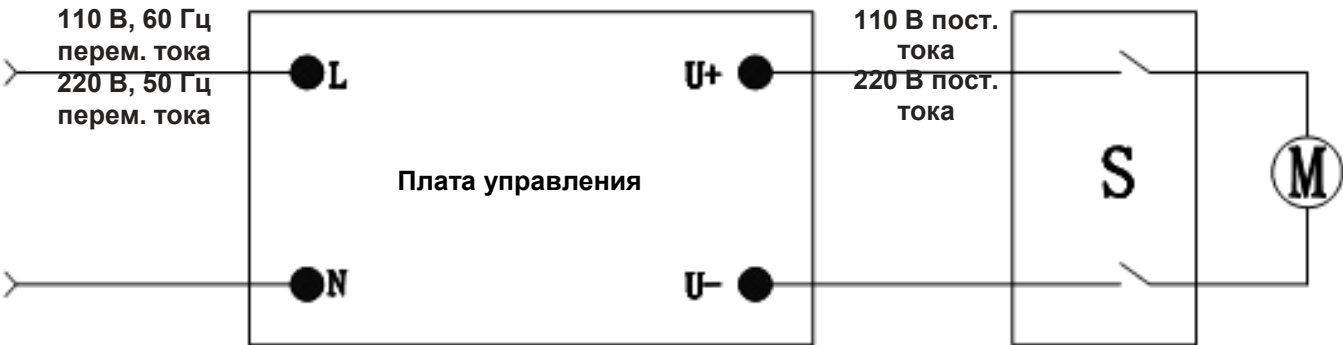 110 В, 60 Гц
перем. тока
220 В, 50 Гц
перем. тока
L
N
Плата управления
U+
U−
110 В пост.
тока
220 В пост.
тока
S
M